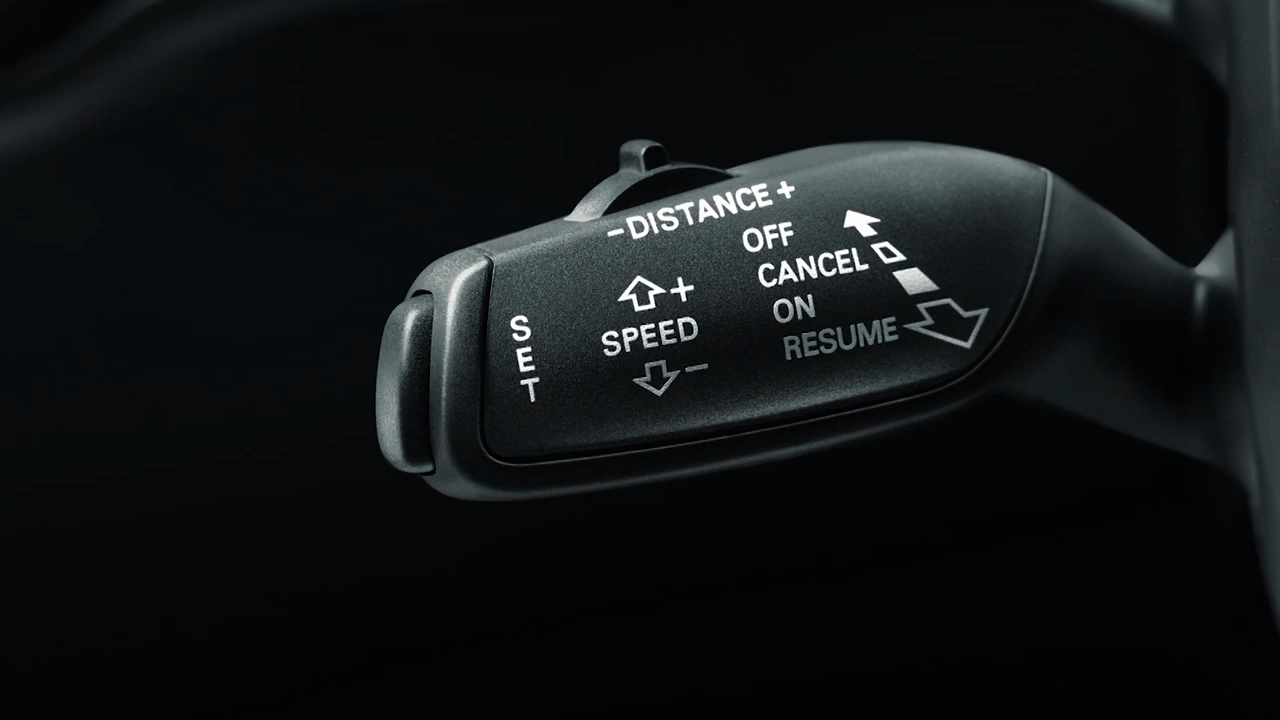 -DISTANCE+
OFF
CANCEL
ON
RESUME
+
SPEED
-
SET